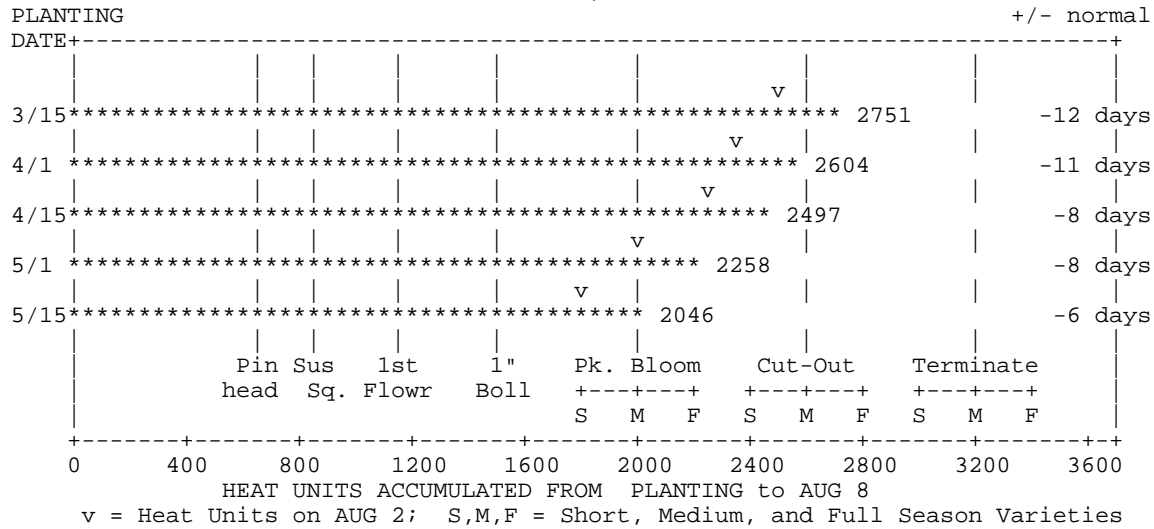 PLANTING +/- normal
DATE+-------------------------------------------------------------------------+
| | | | | | | | |
| | | | | | v | | |
3/15******************************************************* 2751 -12 days
| | | | | | v | | |
4/1 **************************************************** 2604 -11 days
| | | | | | v | | |
4/15************************************************** 2497 -8 days
| | | | | v | | |
5/1 ********************************************* 2258 -8 days
| | | | | v | | | |
5/15***************************************** 2046 -6 days
| | | | | | | | |
| Pin Sus 1st 1" Pk. Bloom Cut-Out Terminate |
| head Sq. Flowr Boll +---+---+ +---+---+ +---+---+ |
| S M F S M F S M F |
+-------+-------+-------+-------+-------+-------+-------+-------+-------+-+
0 400 800 1200 1600 2000 2400 2800 3200 3600
HEAT UNITS ACCUMULATED FROM PLANTING to AUG 8
v = Heat Units on AUG 2; S,M,F = Short, Medium, and Full Season Varieties